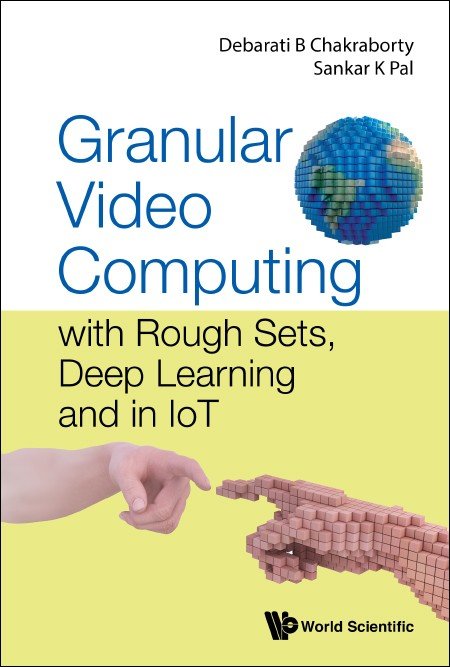 Debarati B Chakraborty
Sankar K Pal
Granular
Video
Computing
with Rough Sets,
Deep Learning
and in IoT
World Scientific